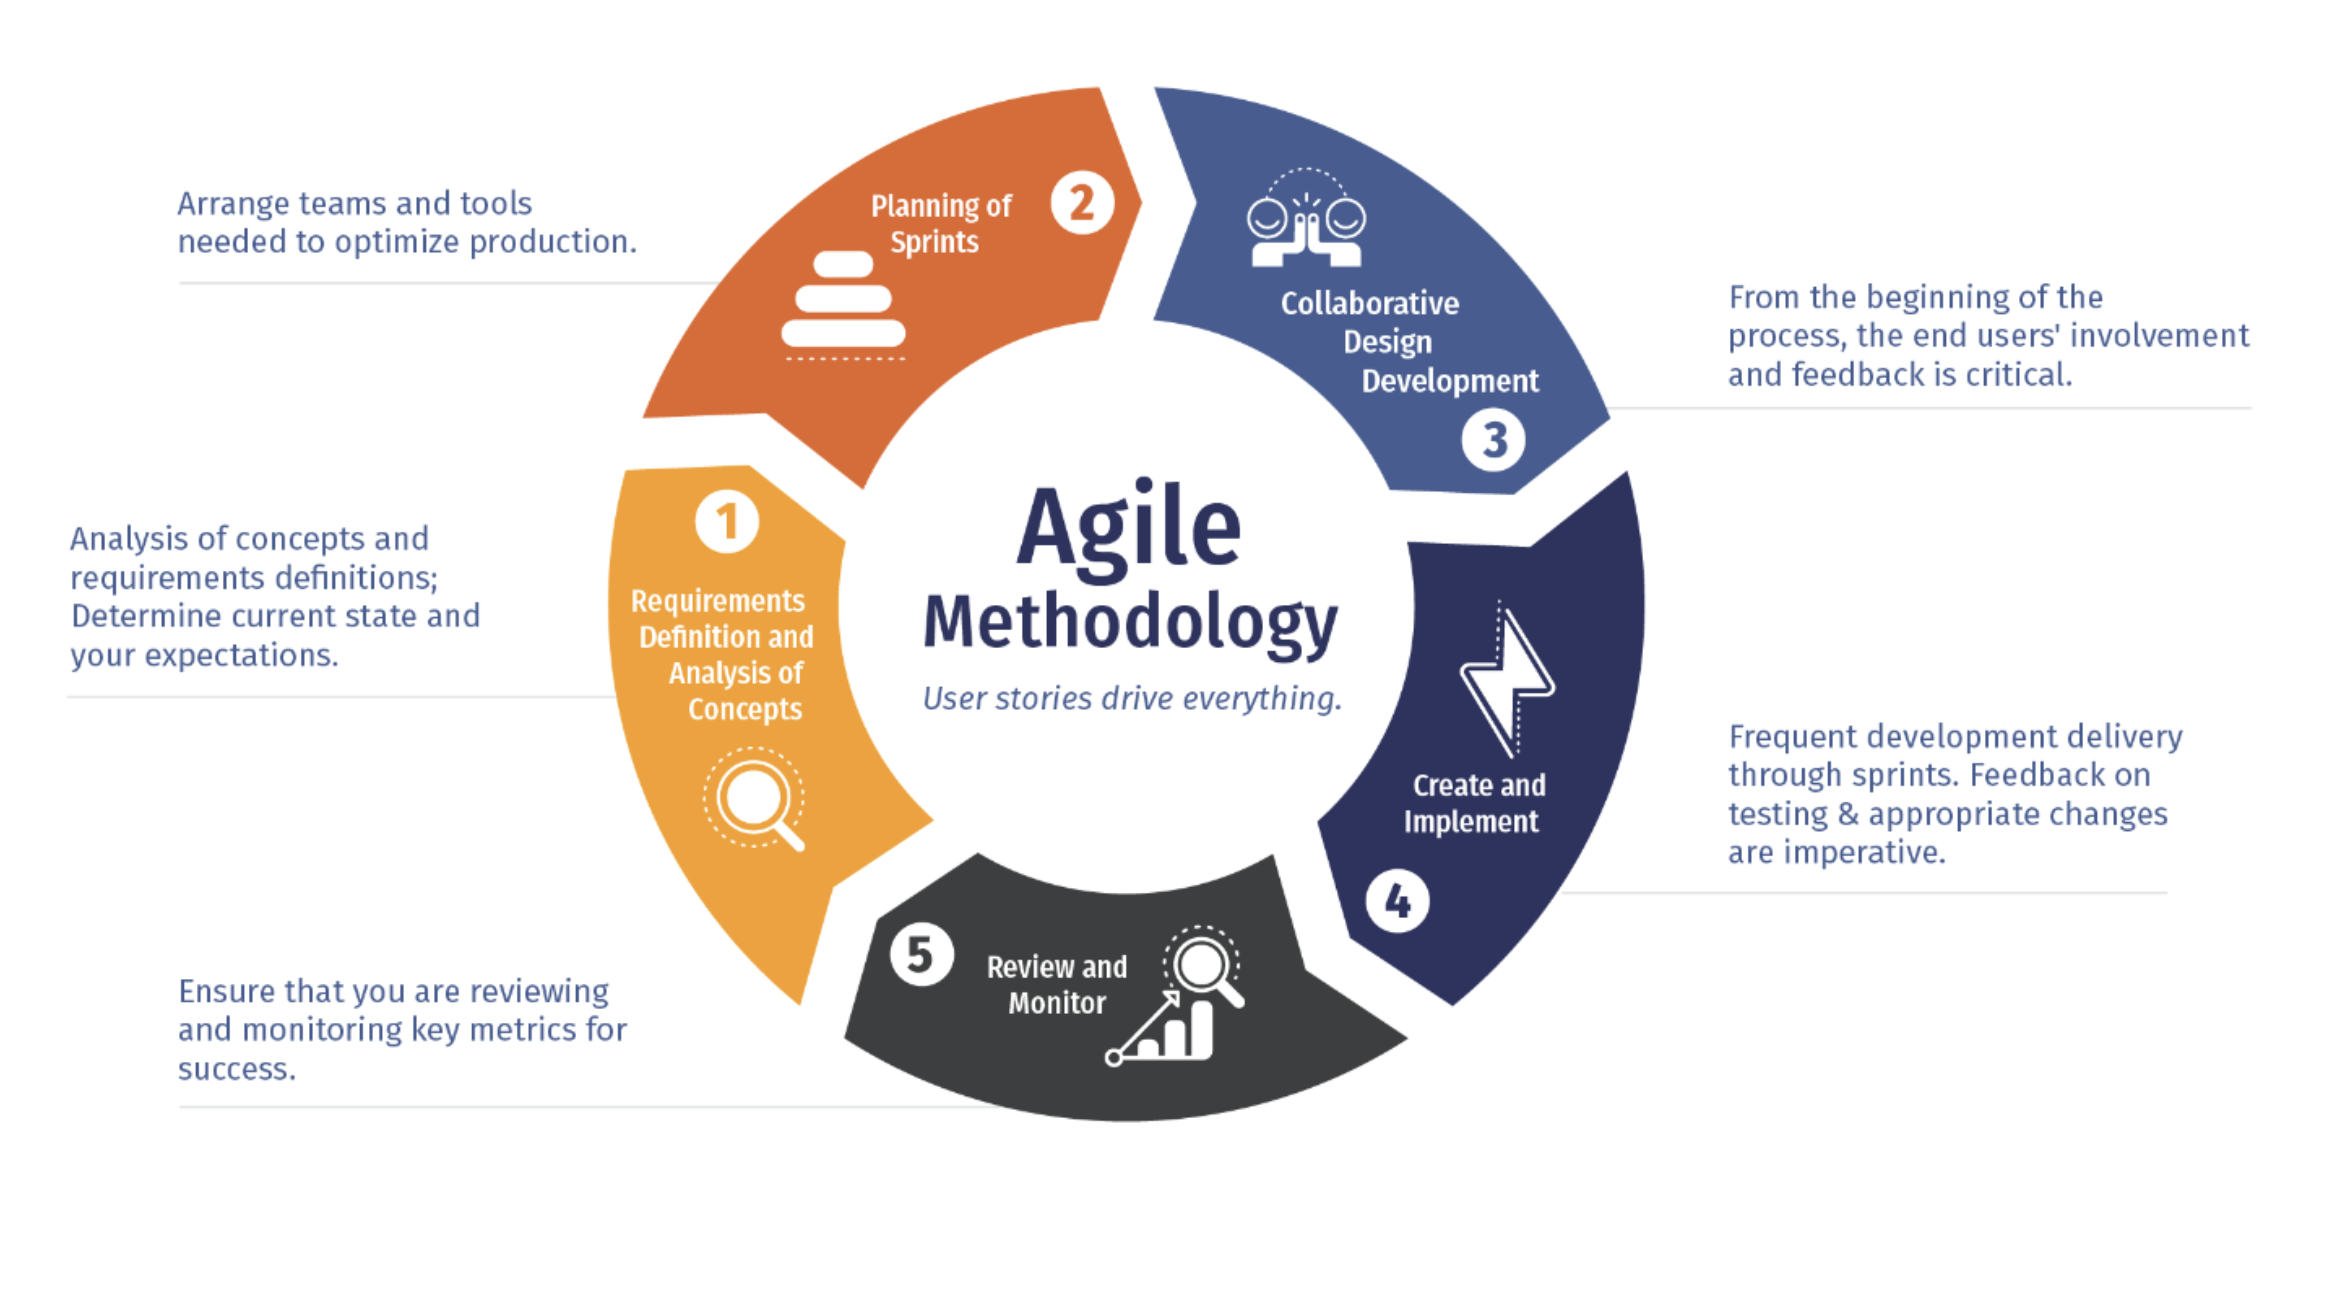 Agile
Methodology
User stories drive everything.
1
Requirements
Definition and
Analysis of
Concepts
Analysis of concepts and
requirements definitions;
Determine current state and
your expectations.
2
Planning of
Sprints
Arrange teams and tools
needed to optimize production.
Collaborative
Design
Development
3
From the beginning of the
process, the end users' involvement
and feedback is critical.
Create and
Implement
4
Frequent development delivery
through sprints. Feedback on
testing & appropriate changes
are imperative.
5
Review and
Monitor
Ensure that you are reviewing
and monitoring key metrics for
success.